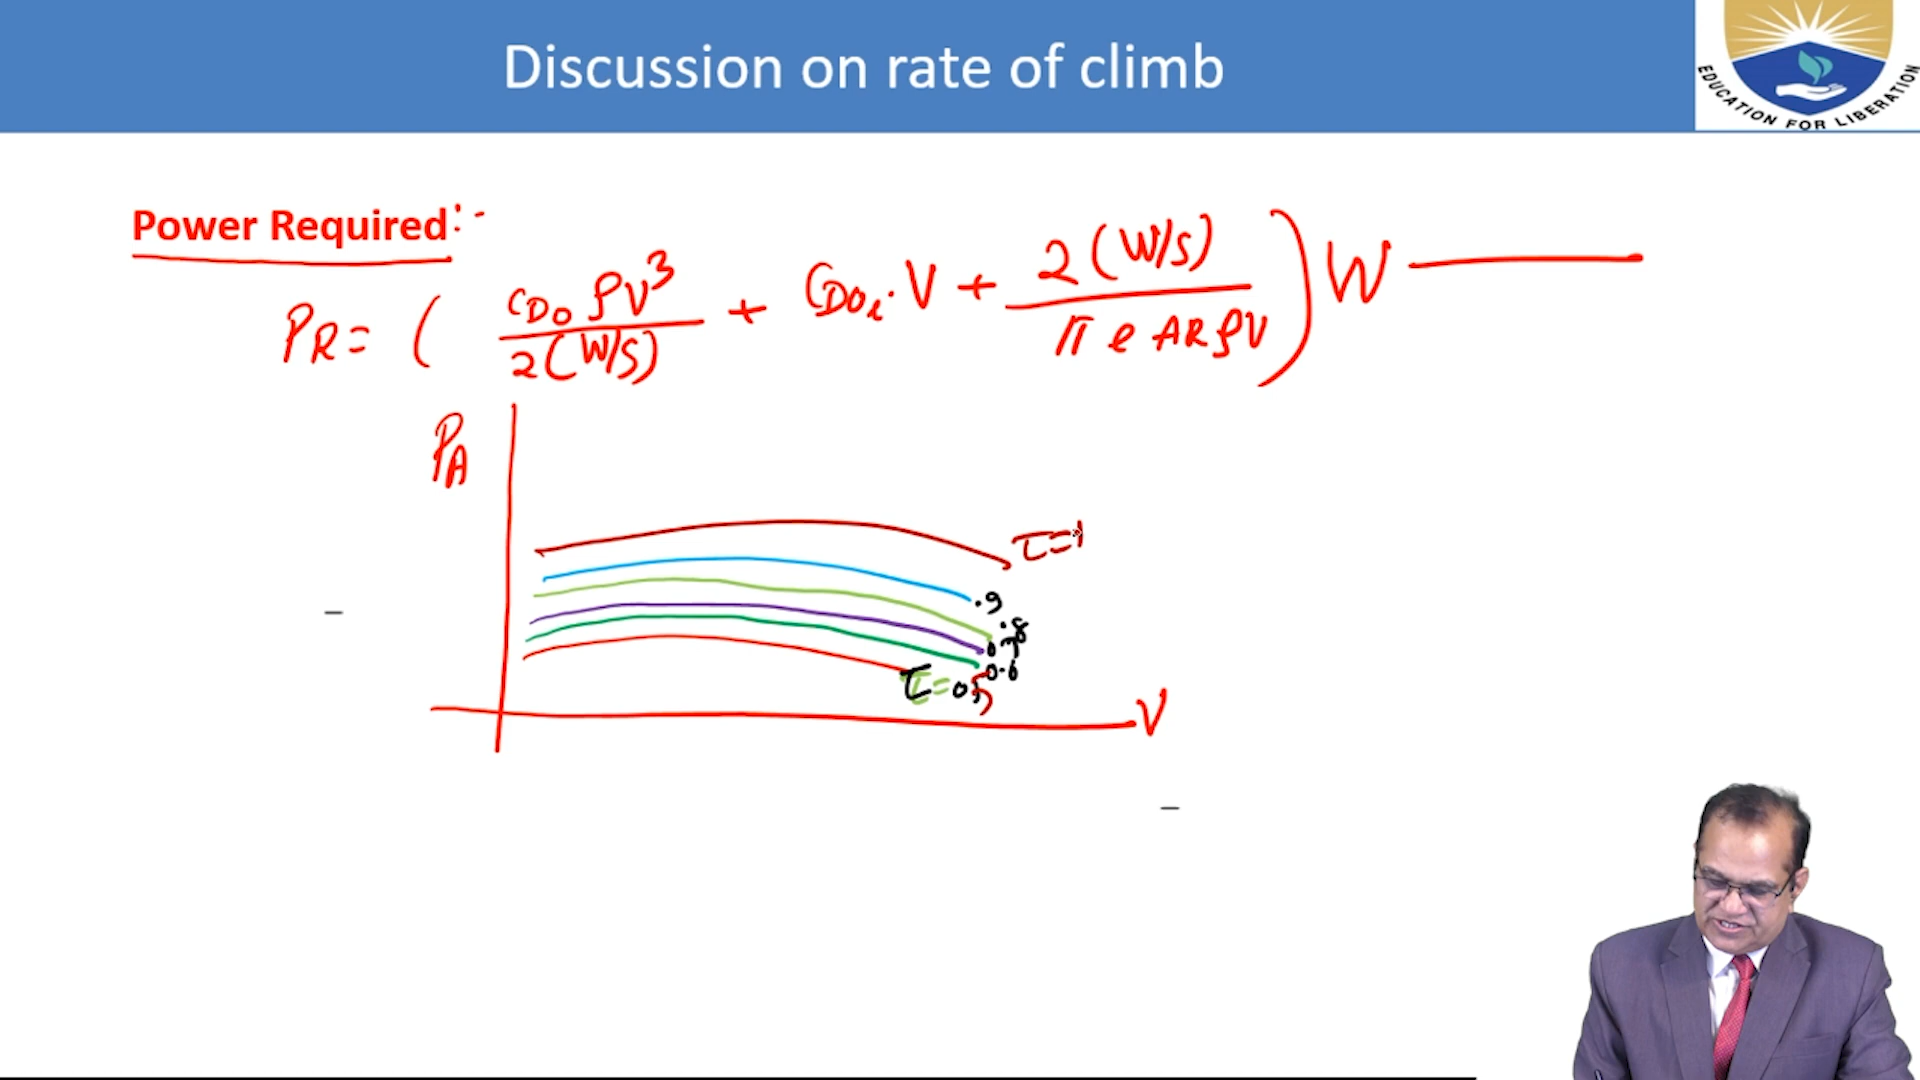 Discussion on rate of climb
EDUCATION FOR LIBERATION
Power Required:-
PR = ( CD0 ρV³ / 2(W/S) + CD0i · V + 2(W/S) / π e AR ρV ) W
PA
τ=1
.9
.8
0.7
0.6
τ=0.5
V